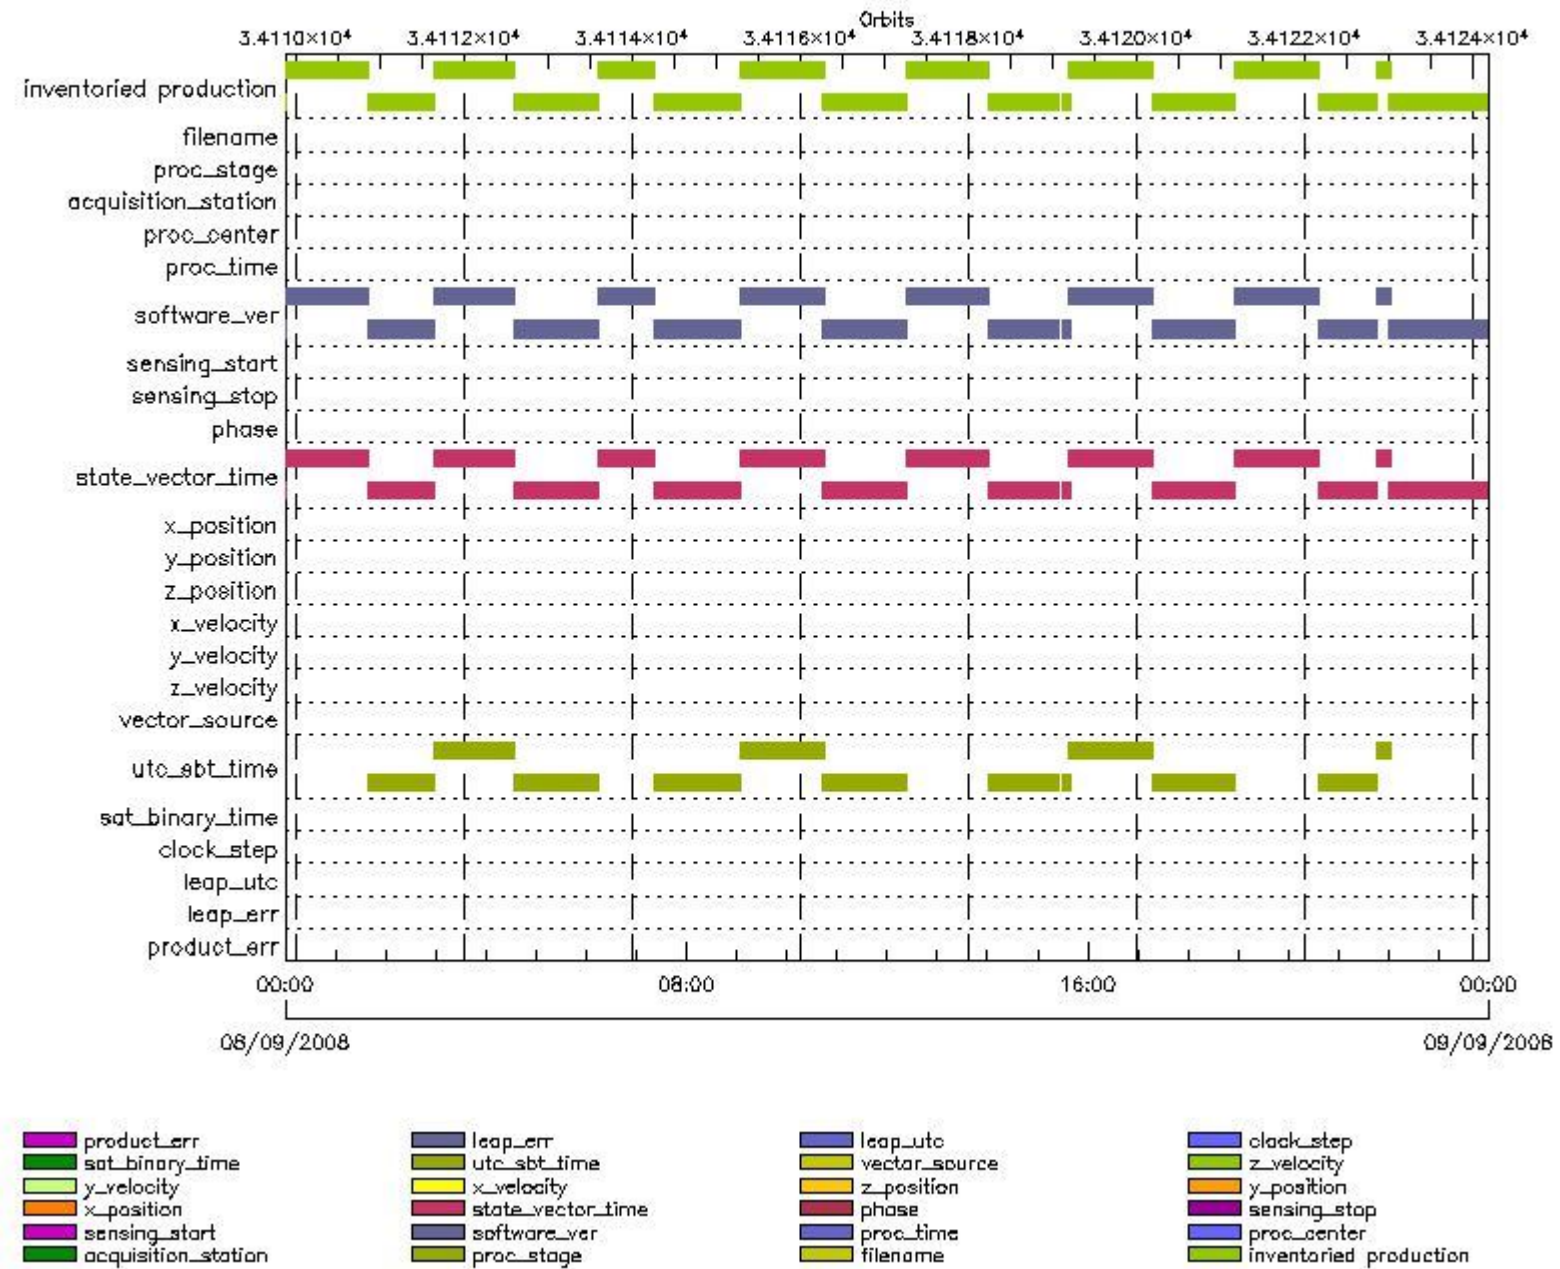 Orbits
3.4110×10⁴ 3.4112×10⁴ 3.4114×10⁴ 3.4116×10⁴ 3.4118×10⁴ 3.4120×10⁴ 3.4122×10⁴ 3.4124×10⁴
inventoried production
filename
proc_stage
acquisition_station
proc_center
proc_time
software_ver
sensing_start
sensing_stop
phase
state_vector_time
x_position
y_position
z_position
x_velocity
y_velocity
z_velocity
vector_source
utc_sbt_time
sat_binary_time
clock_step
leap_utc
leap_err
product_err
00:00 08:00 16:00 00:00
08/09/2008 09/09/2008
product_err leap_err leap_utc clock_step
sat_binary_time utc_sbt_time vector_source z_velocity
y_velocity x_velocity z_position y_position
x_position state_vector_time phase sensing_stop
sensing_start software_ver proc_time proc_center
acquisition_station proc_stage filename inventoried production